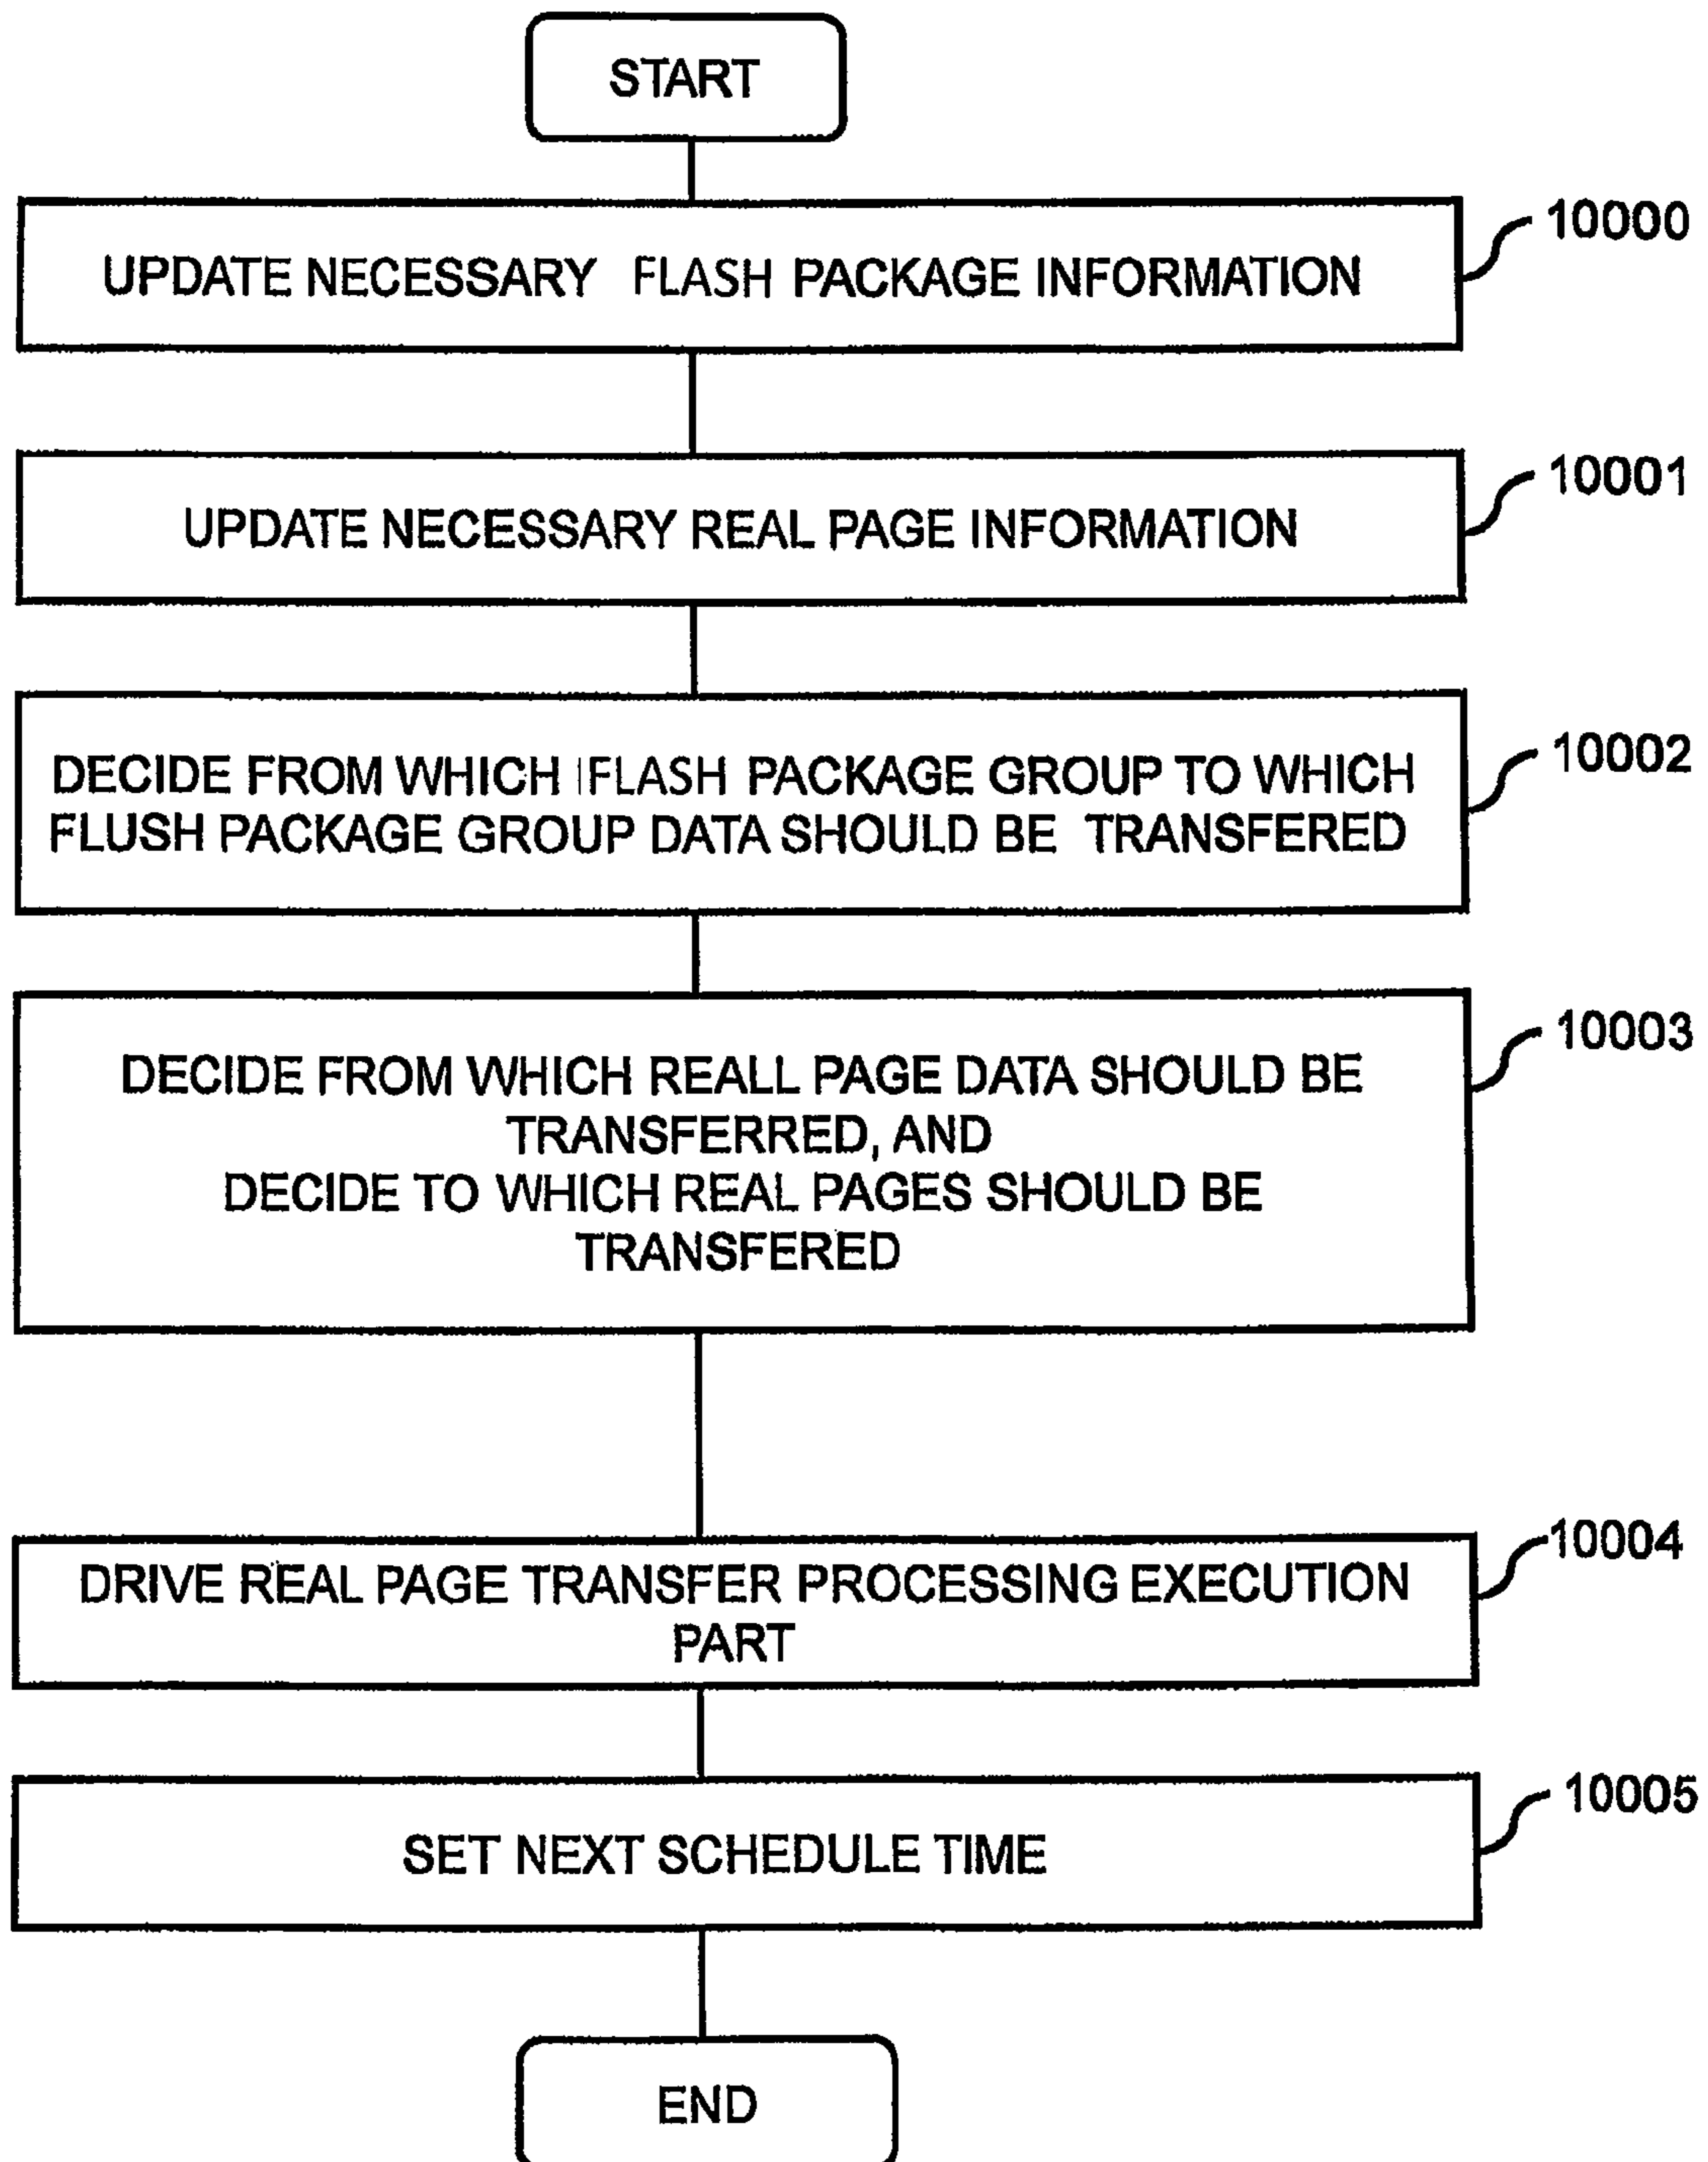 START
10000
UPDATE NECESSARY FLASH PACKAGE INFORMATION
10001
UPDATE NECESSARY REAL PAGE INFORMATION
10002
DECIDE FROM WHICH FLASH PACKAGE GROUP TO WHICH
FLUSH PACKAGE GROUP DATA SHOULD BE TRANSFERED
10003
DECIDE FROM WHICH REALL PAGE DATA SHOULD BE
TRANSFERRED, AND
DECIDE TO WHICH REAL PAGES SHOULD BE
TRANSFERED
10004
DRIVE REAL PAGE TRANSFER PROCESSING EXECUTION
PART
10005
SET NEXT SCHEDULE TIME
END